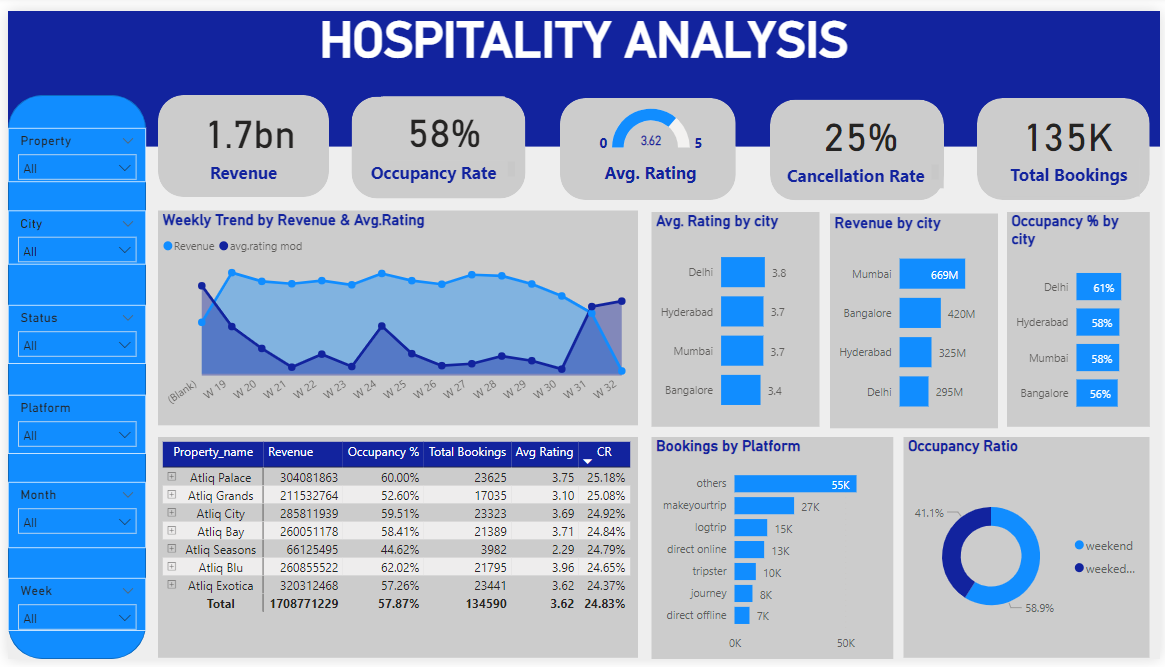 HOSPITALITY ANALYSIS
Property
All
City
All
Status
All
Platform
All
Month
All
Week
All
1.7bn
Revenue
58%
Occupancy Rate
0 3.62 5
Avg. Rating
25%
Cancellation Rate
135K
Total Bookings
Weekly Trend by Revenue & Avg.Rating
Revenue avg.rating mod
(Blank) W 19 W 20 W 21 W 22 W 23 W 24 W 25 W 26 W 27 W 28 W 29 W 30 W 31 W 32
Avg. Rating by city
Delhi 3.8
Hyderabad 3.7
Mumbai 3.7
Bangalore 3.4
Revenue by city
Mumbai 669M
Bangalore 420M
Hyderabad 325M
Delhi 295M
Occupancy % by
city
Delhi 61%
Hyderabad 58%
Mumbai 58%
Bangalore 56%
Property_name Revenue Occupancy % Total Bookings Avg Rating CR
Atliq Palace 304081863 60.00% 23625 3.75 25.18%
Atliq Grands 211532764 52.60% 17035 3.10 25.08%
Atliq City 285811939 59.51% 23323 3.69 24.92%
Atliq Bay 260051178 58.41% 21389 3.71 24.84%
Atliq Seasons 66125495 44.62% 3982 2.29 24.79%
Atliq Blu 260855522 62.02% 21795 3.96 24.65%
Atliq Exotica 320312468 57.26% 23441 3.62 24.37%
Total 1708771229 57.87% 134590 3.62 24.83%
Bookings by Platform
others 55K
makeyourtrip 27K
logtrip 15K
direct online 13K
tripster 10K
journey 8K
direct offline 7K
0K 50K
Occupancy Ratio
41.1%
58.9%
weekend
weeked...